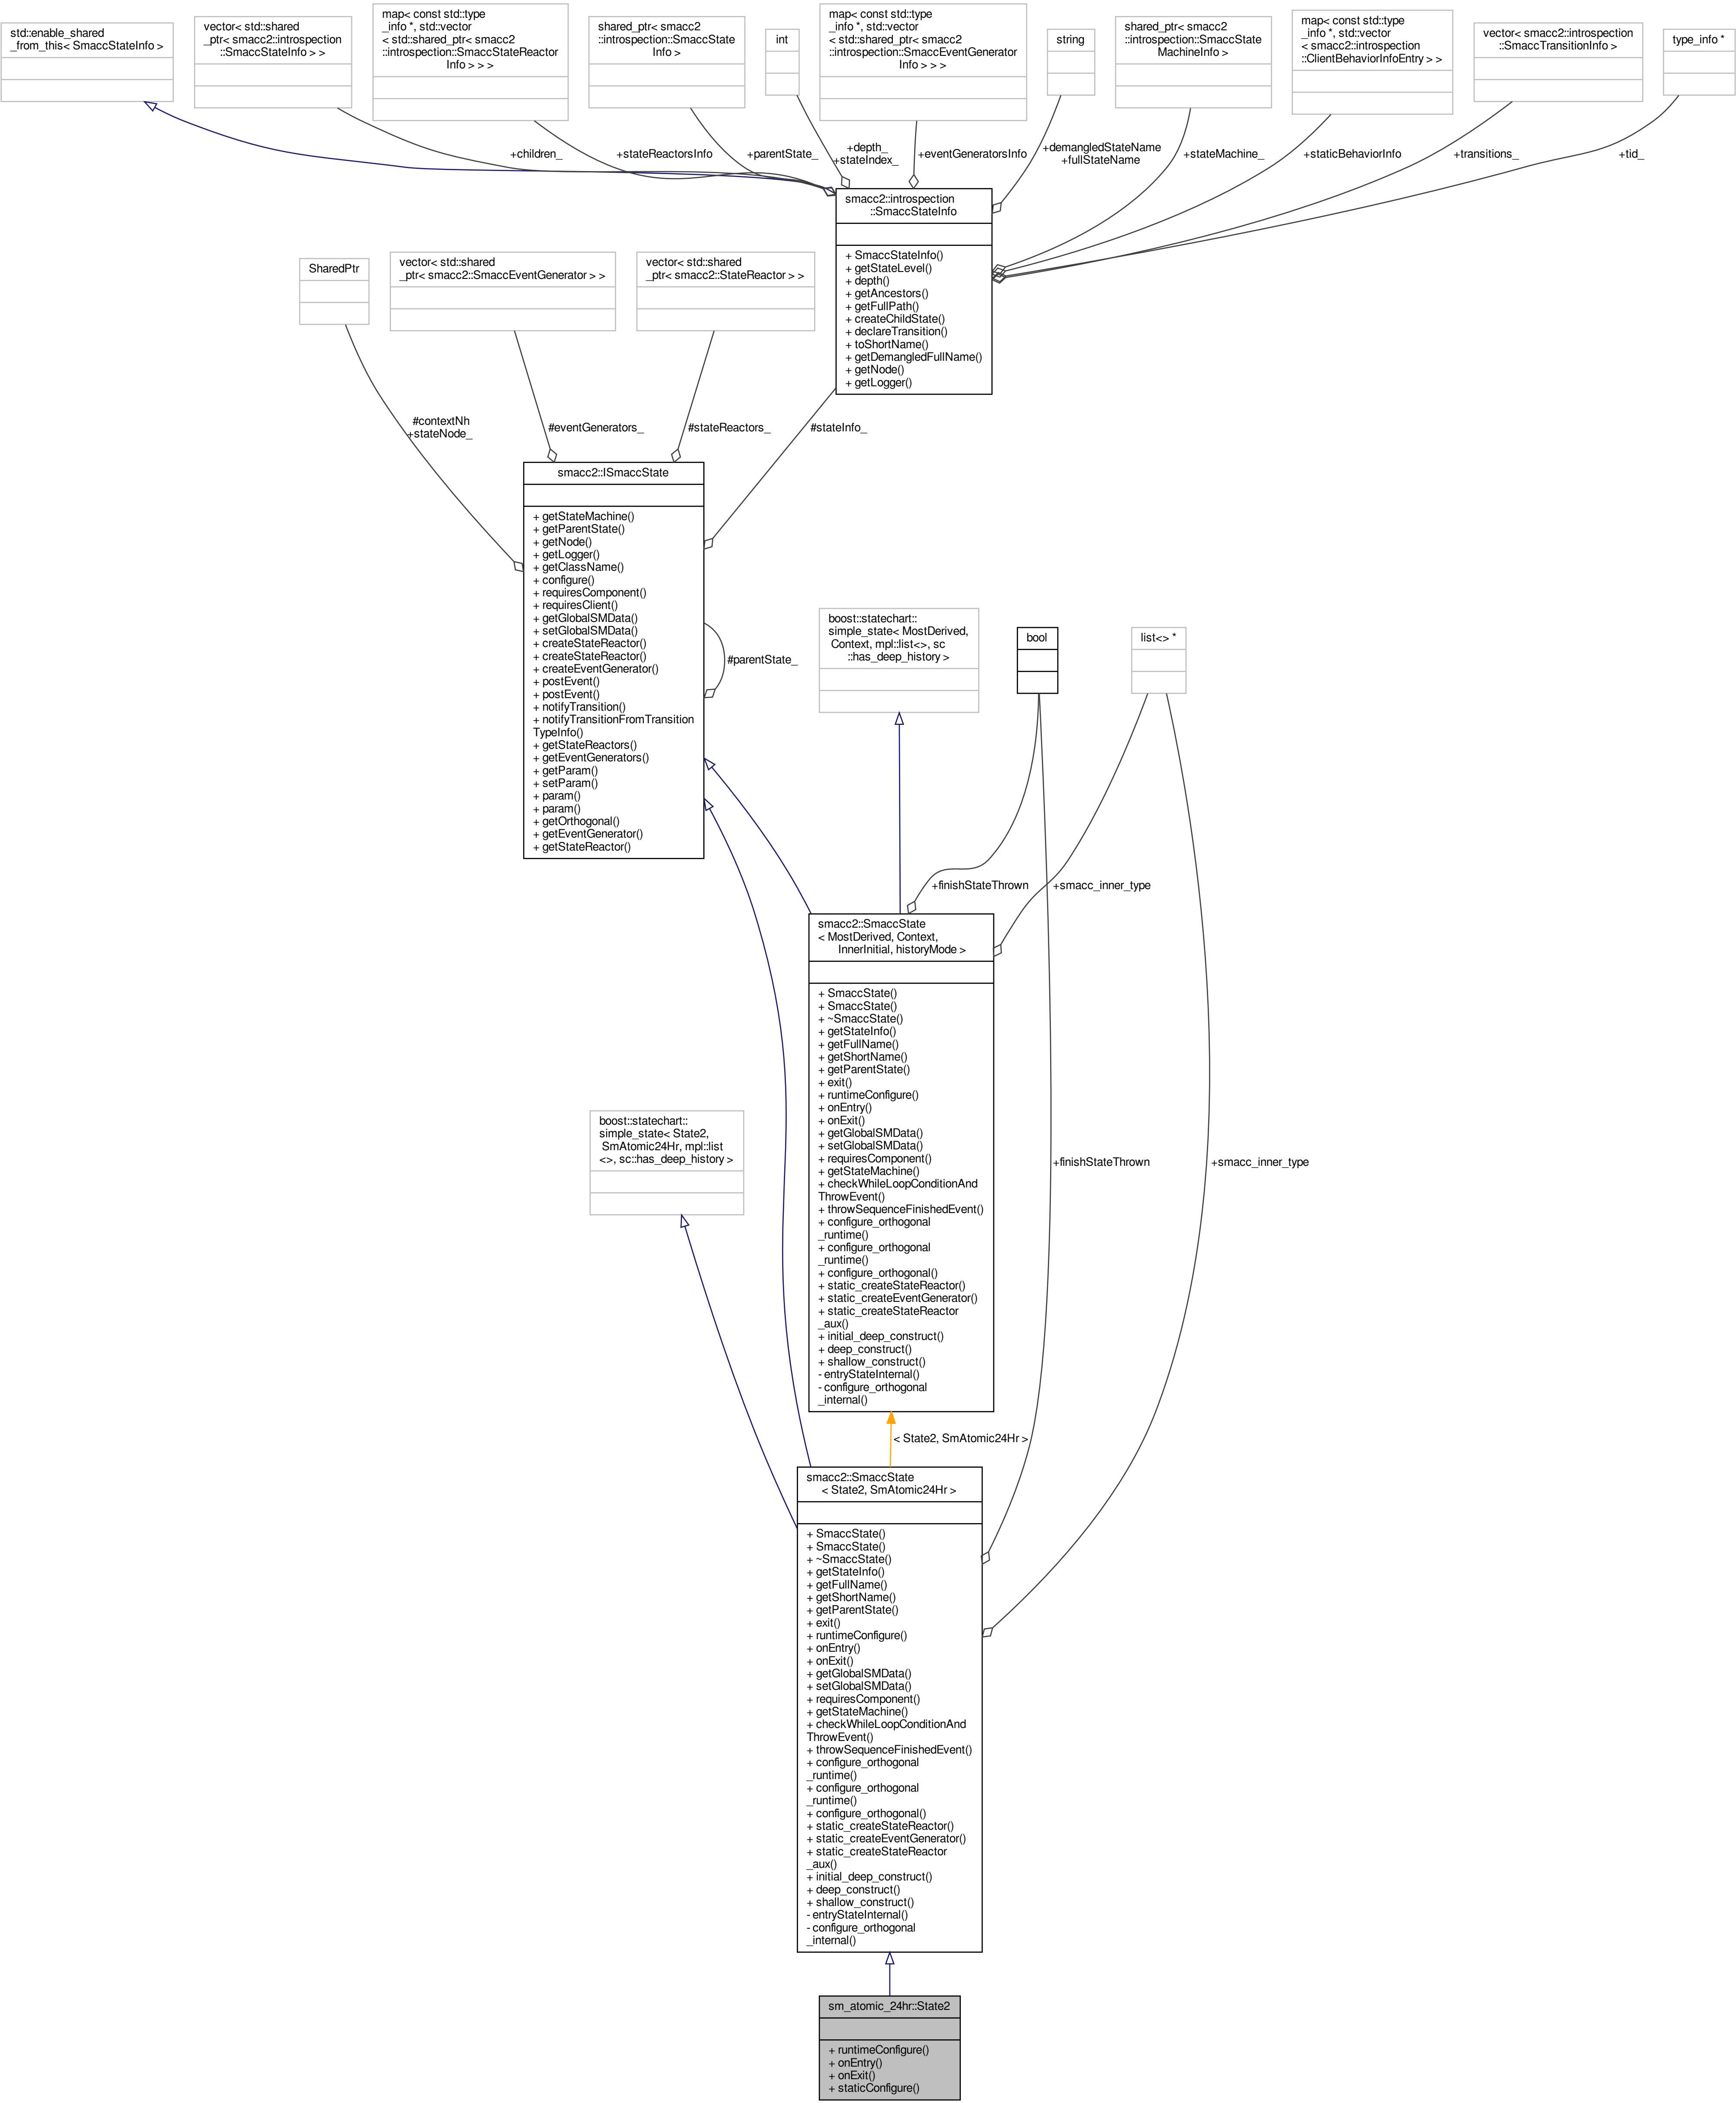 std::enable_shared
_from_this< SmaccStateInfo >
vector< std::shared
_ptr< smacc2::introspection
::SmaccStateInfo > >
map< const std::type
_info *, std::vector
< std::shared_ptr< smacc2
::introspection::SmaccStateReactor
Info > > >
shared_ptr< smacc2
::introspection::SmaccState
Info >
int
map< const std::type
_info *, std::vector
< std::shared_ptr< smacc2
::introspection::SmaccEventGenerator
Info > > >
string
shared_ptr< smacc2
::introspection::SmaccState
MachineInfo >
map< const std::type
_info *, std::vector
< smacc2::introspection
::ClientBehaviorInfoEntry > >
vector< smacc2::introspection
::SmaccTransitionInfo >
type_info *
+children_
+stateReactorsInfo
+parentState_
+depth_
+stateIndex_
+eventGeneratorsInfo
+demangledStateName
+fullStateName
+stateMachine_
+staticBehaviorInfo
+transitions_
+tid_
smacc2::introspection
::SmaccStateInfo
+ SmaccStateInfo()
+ getStateLevel()
+ depth()
+ getAncestors()
+ getFullPath()
+ createChildState()
+ declareTransition()
+ toShortName()
+ getDemangledFullName()
+ getNode()
+ getLogger()
SharedPtr
vector< std::shared
_ptr< smacc2::SmaccEventGenerator > >
vector< std::shared
_ptr< smacc2::StateReactor > >
#contextNh
+stateNode_
#eventGenerators_
#stateReactors_
#stateInfo_
smacc2::ISmaccState
+ getStateMachine()
+ getParentState()
+ getNode()
+ getLogger()
+ getClassName()
+ configure()
+ requiresComponent()
+ requiresClient()
+ getGlobalSMData()
+ setGlobalSMData()
+ createStateReactor()
+ createStateReactor()
+ createEventGenerator()
+ postEvent()
+ postEvent()
+ notifyTransition()
+ notifyTransitionFromTransition
TypeInfo()
+ getStateReactors()
+ getEventGenerators()
+ getParam()
+ setParam()
+ param()
+ param()
+ getOrthogonal()
+ getEventGenerator()
+ getStateReactor()
#parentState_
boost::statechart::
simple_state< MostDerived,
Context, mpl::list<>, sc
::has_deep_history >
bool
list<> *
+finishStateThrown
+smacc_inner_type
smacc2::SmaccState
< MostDerived, Context,
InnerInitial, historyMode >
+ SmaccState()
+ SmaccState()
+ ~SmaccState()
+ getStateInfo()
+ getFullName()
+ getShortName()
+ getParentState()
+ exit()
+ runtimeConfigure()
+ onEntry()
+ onExit()
+ getGlobalSMData()
+ setGlobalSMData()
+ requiresComponent()
+ getStateMachine()
+ checkWhileLoopConditionAnd
ThrowEvent()
+ throwSequenceFinishedEvent()
+ configure_orthogonal
_runtime()
+ configure_orthogonal
_runtime()
+ configure_orthogonal()
+ static_createStateReactor()
+ static_createEventGenerator()
+ static_createStateReactor
_aux()
+ initial_deep_construct()
+ deep_construct()
+ shallow_construct()
- entryStateInternal()
- configure_orthogonal
_internal()
boost::statechart::
simple_state< State2,
SmAtomic24Hr, mpl::list
<>, sc::has_deep_history >
+finishStateThrown
+smacc_inner_type
< State2, SmAtomic24Hr >
smacc2::SmaccState
< State2, SmAtomic24Hr >
+ SmaccState()
+ SmaccState()
+ ~SmaccState()
+ getStateInfo()
+ getFullName()
+ getShortName()
+ getParentState()
+ exit()
+ runtimeConfigure()
+ onEntry()
+ onExit()
+ getGlobalSMData()
+ setGlobalSMData()
+ requiresComponent()
+ getStateMachine()
+ checkWhileLoopConditionAnd
ThrowEvent()
+ throwSequenceFinishedEvent()
+ configure_orthogonal
_runtime()
+ configure_orthogonal
_runtime()
+ configure_orthogonal()
+ static_createStateReactor()
+ static_createEventGenerator()
+ static_createStateReactor
_aux()
+ initial_deep_construct()
+ deep_construct()
+ shallow_construct()
- entryStateInternal()
- configure_orthogonal
_internal()
sm_atomic_24hr::State2
+ runtimeConfigure()
+ onEntry()
+ onExit()
+ staticConfigure()